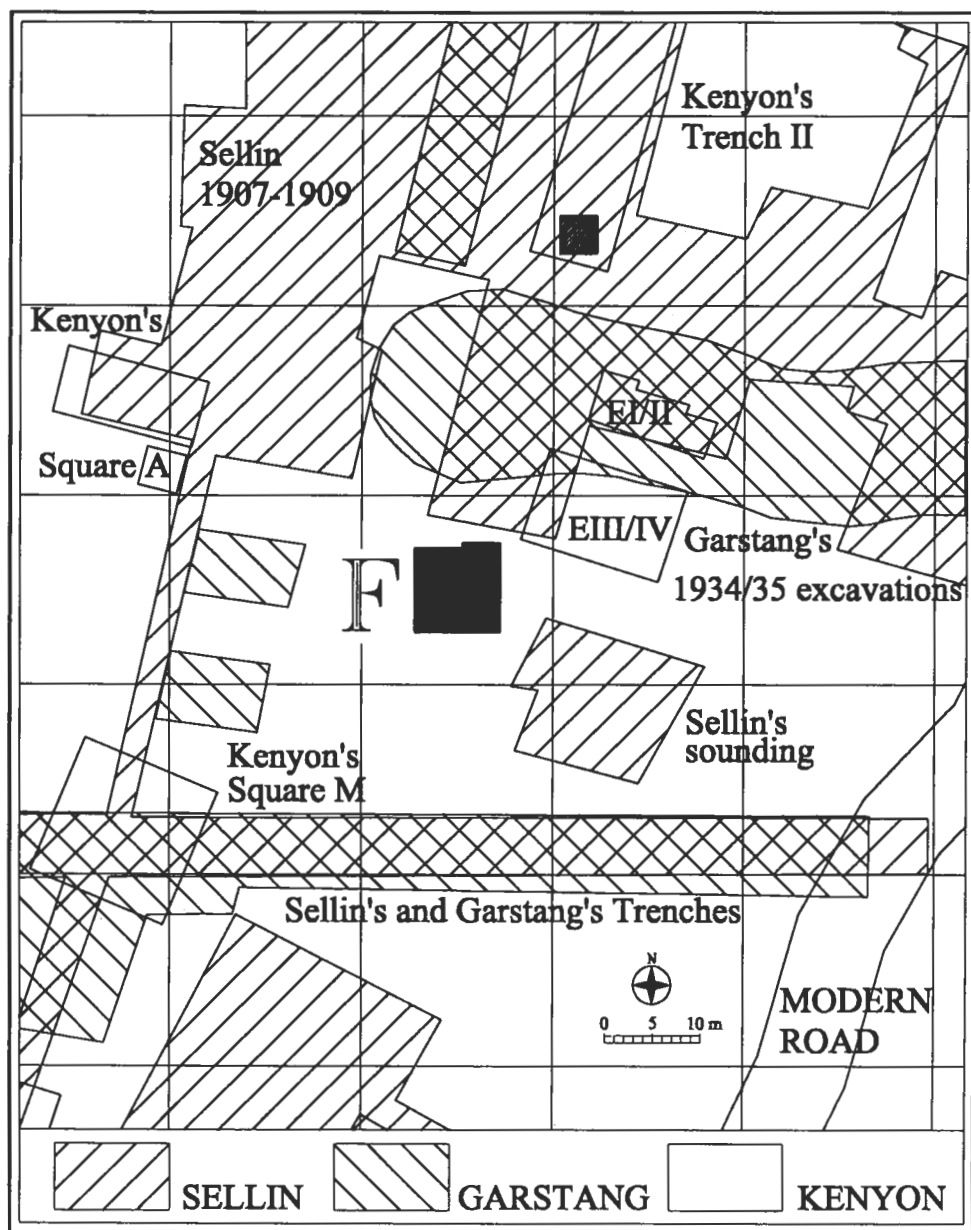 Kenyon's
Trench II
Sellin
1907-1909
Kenyon's
EI/II
Square A
EIII/IV
Garstang's
1934/35 excavations
F
Sellin's
sounding
Kenyon's
Square M
Sellin's and Garstang's Trenches
N
0 5 10 m
MODERN
ROAD
SELLIN GARSTANG KENYON